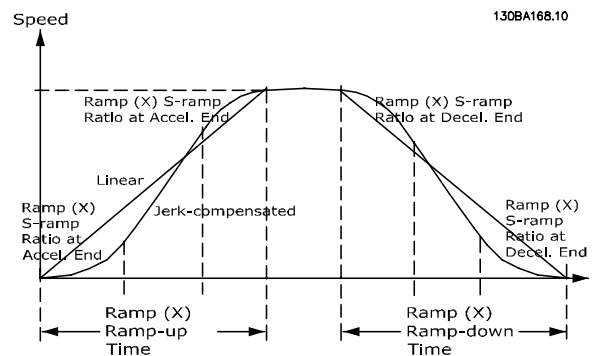 Speed
130BA168.10
Ramp (X) S-ramp
Ratio at Accel. End
Ramp (X) S-ramp
Ratio at Decel. End
Linear
Ramp (X)
S-ramp
Ratio at
Accel. End
Jerk-compensated
Ramp (X)
S-ramp
Ratio at
Decel. End
Ramp (X)
Ramp-up
Time
Ramp (X)
Ramp-down
Time